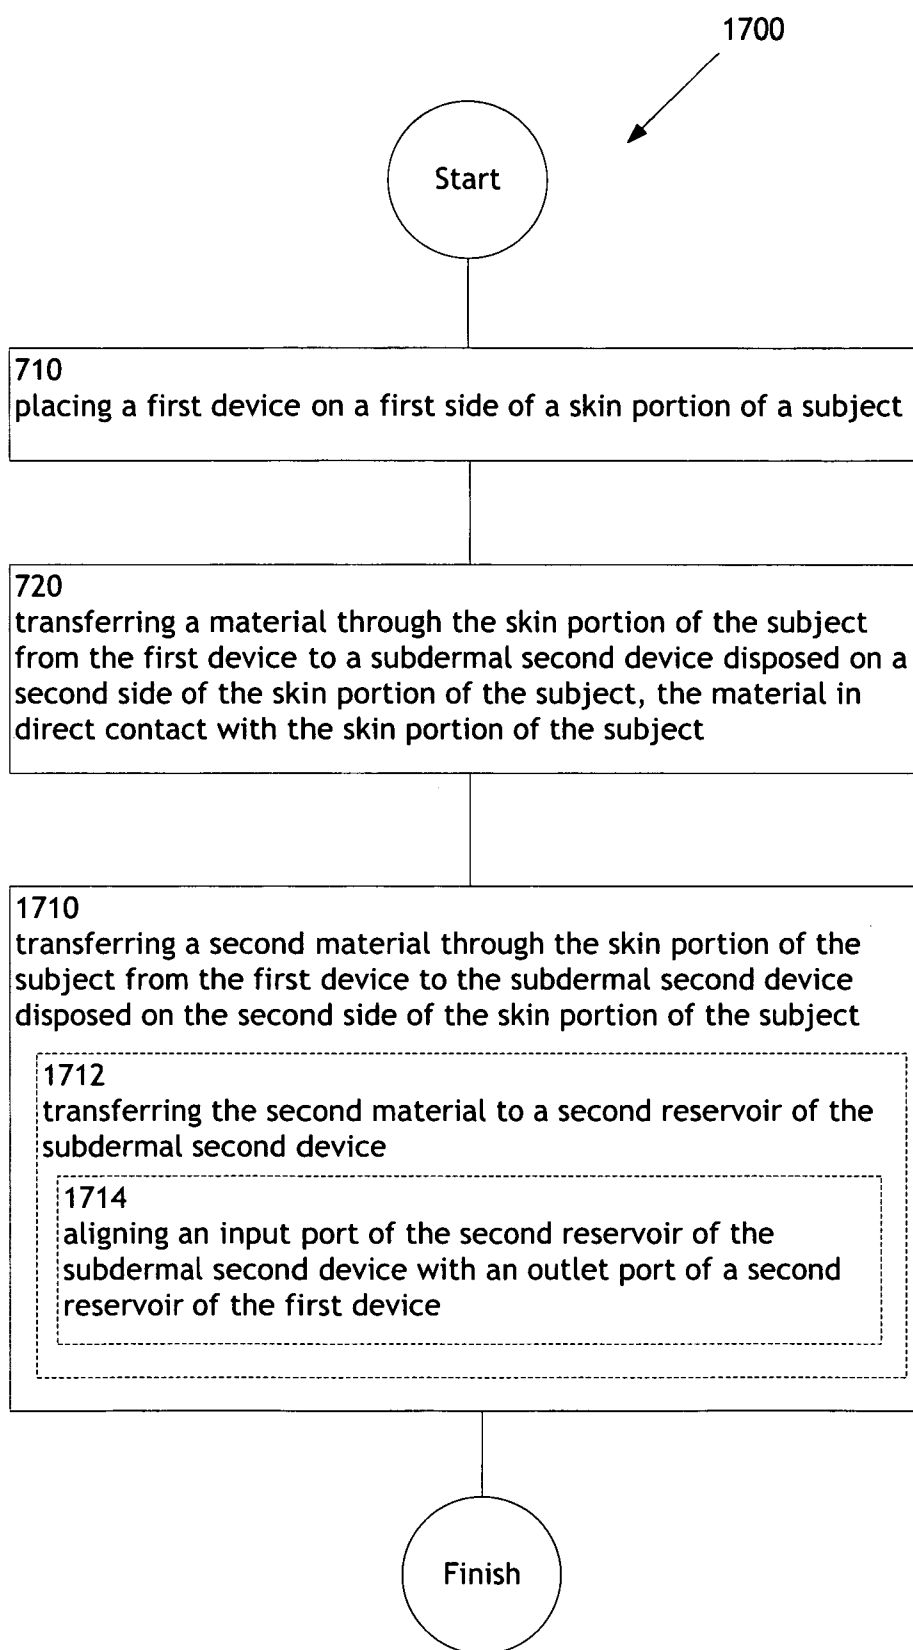 1700
Start
710
placing a first device on a first side of a skin portion of a subject
720
transferring a material through the skin portion of the subject
from the first device to a subdermal second device disposed on a
second side of the skin portion of the subject, the material in
direct contact with the skin portion of the subject
1710
transferring a second material through the skin portion of the
subject from the first device to the subdermal second device
disposed on the second side of the skin portion of the subject
1712
transferring the second material to a second reservoir of the
subdermal second device
1714
aligning an input port of the second reservoir of the
subdermal second device with an outlet port of a second
reservoir of the first device
Finish